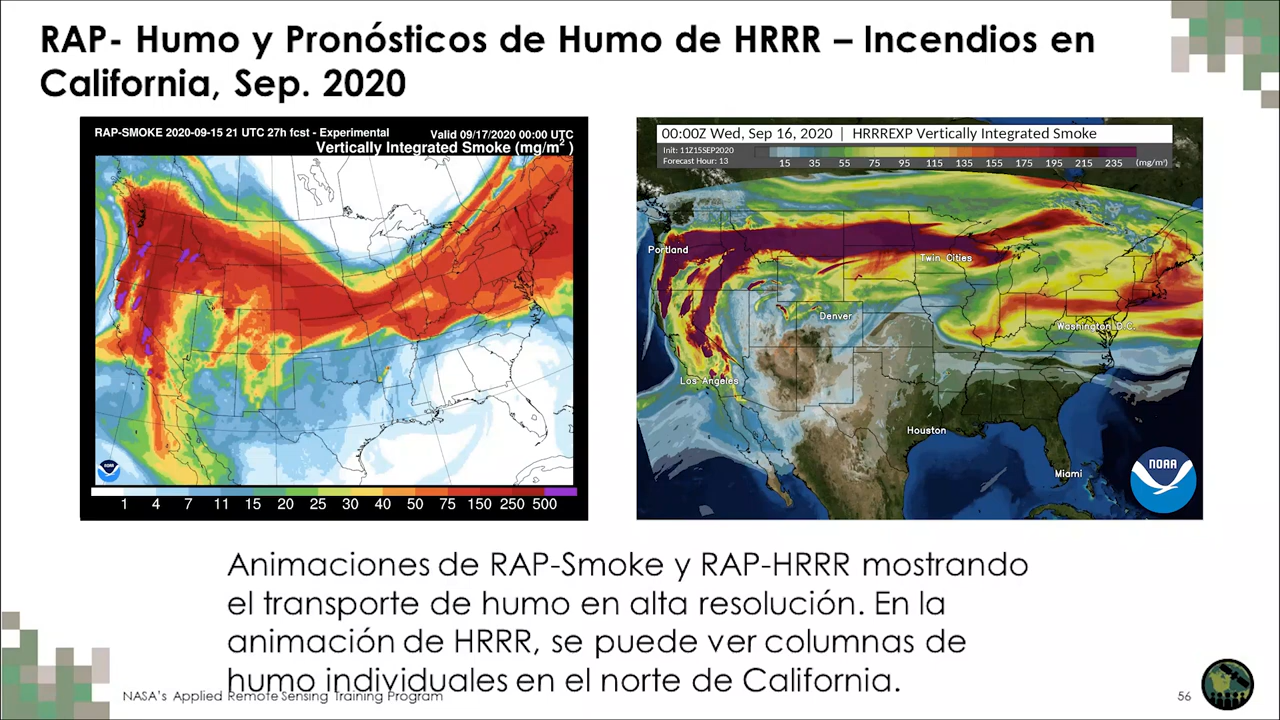 RAP- Humo y Pronósticos de Humo de HRRR – Incendios en
California, Sep. 2020
RAP-SMOKE 2020-09-15 21 UTC 27h fcst - Experimental
Valid 09/17/2020 00:00 UTC
Vertically Integrated Smoke (mg/m²)
1 4 7 11 15 20 25 30 40 50 75 150 250 500
00:00Z Wed, Sep 16, 2020 | HRRREXP Vertically Integrated Smoke
Init: 11Z15SEP2020
Forecast Hour: 13
15 35 55 75 95 115 135 155 175 195 215 235 (mg/m²)
Portland
Twin Cities
Denver
Washington D.C.
Los Angeles
Houston
Miami
NOAA
Animaciones de RAP-Smoke y RAP-HRRR mostrando
el transporte de humo en alta resolución. En la
animación de HRRR, se puede ver columnas de
humo individuales en el norte de California.
NASA's Applied Remote Sensing Training Program
56